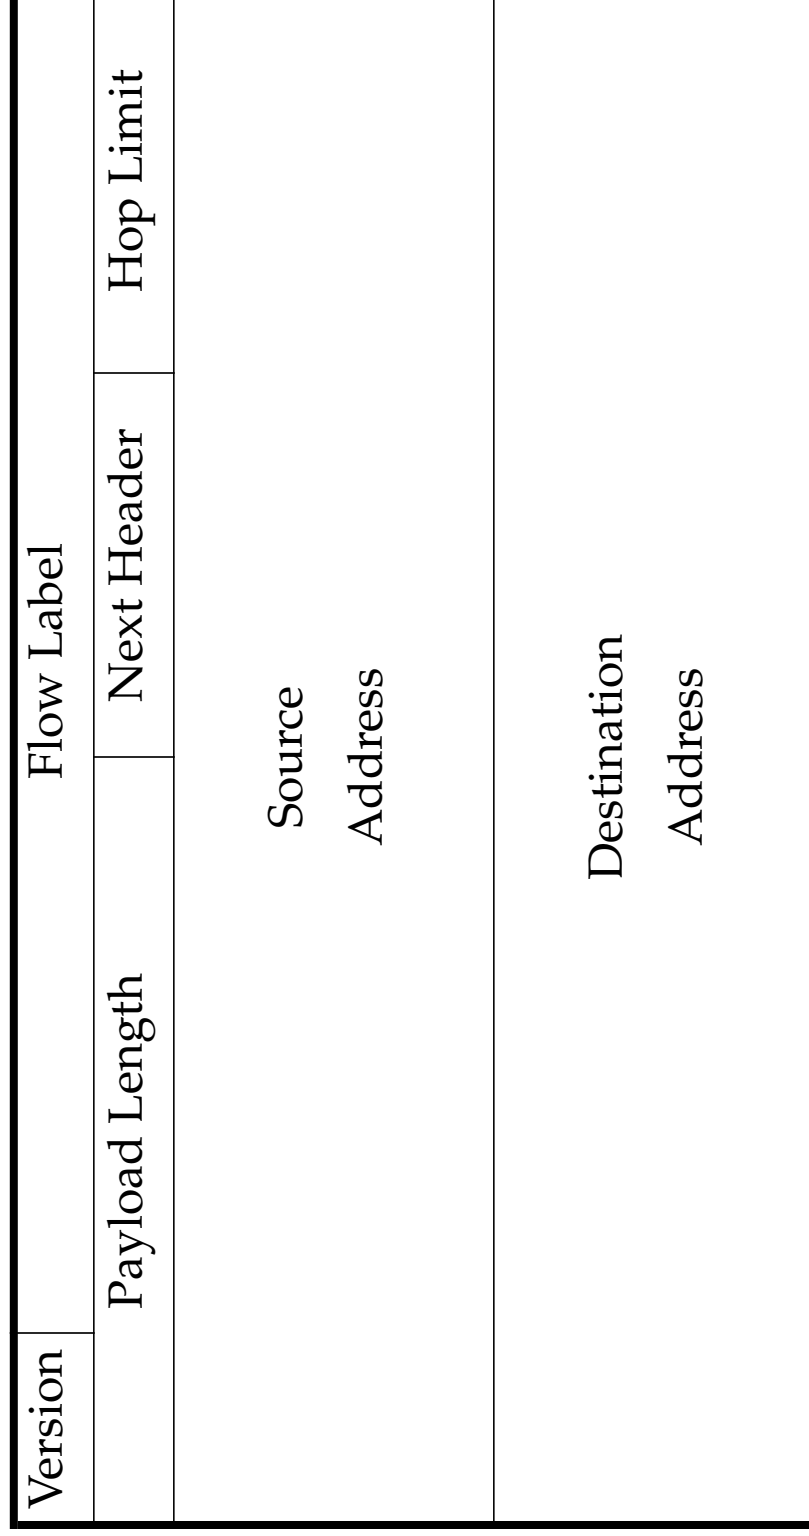 Version
Flow Label
Payload Length
Next Header
Hop Limit
Source
Address
Destination
Address